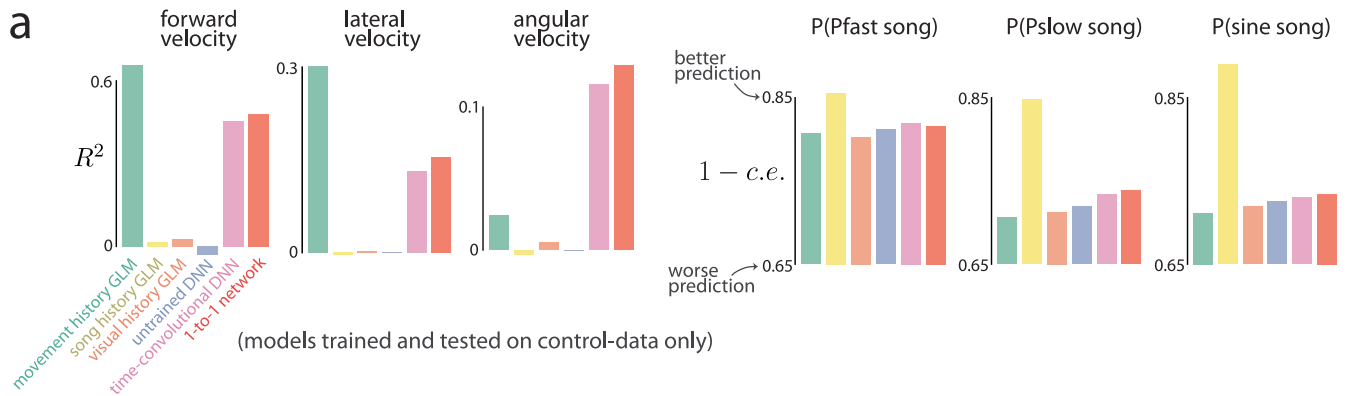 a
forward
velocity
lateral
velocity
angular
velocity
P(Pfast song)
P(Pslow song)
P(sine song)
better
prediction
0.6
0.3
0.1
0.85
0.85
0.85
R²
1 − c.e.
0
0
0
worse
prediction
0.65
0.65
0.65
movement history GLM
song history GLM
visual history GLM
untrained DNN
time-convolutional DNN
1-to-1 network
(models trained and tested on control-data only)